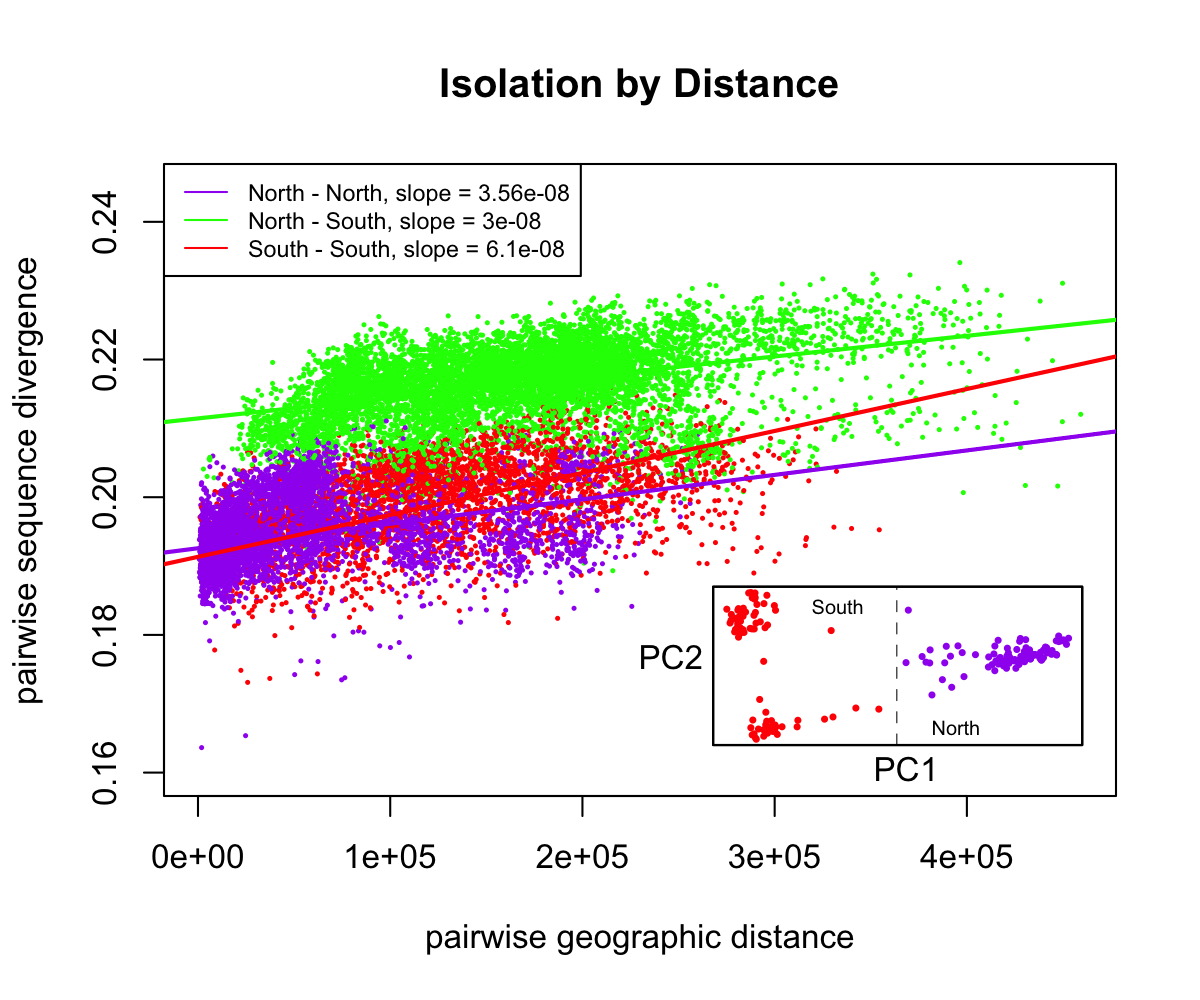 Isolation by Distance
North - North, slope = 3.56e-08
North - South, slope = 3e-08
South - South, slope = 6.1e-08
pairwise sequence divergence
0.24
0.22
0.20
0.18
0.16
South
PC2
North
PC1
0e+00 1e+05 2e+05 3e+05 4e+05
pairwise geographic distance